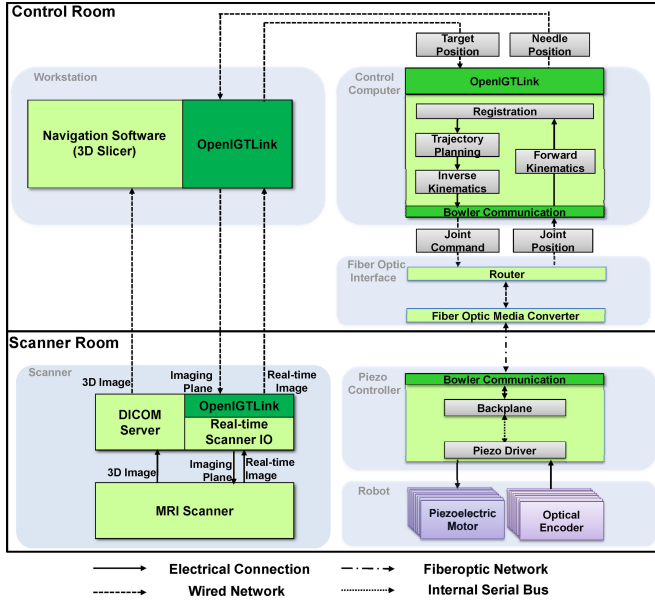 Control Room
Target
Position
Needle
Position
Workstation
Control
Computer
OpenIGTLink
Navigation Software
(3D Slicer)
OpenIGTLink
Registration
Trajectory
Planning
Inverse
Kinematics
Forward
Kinematics
Bowler Communication
Joint
Command
Joint
Position
Fiber Optic
Interface
Router
Fiber Optic Media Converter
Scanner Room
Scanner
3D Image
Imaging
Plane
Real-time
Image
DICOM
Server
OpenIGTLink
Real-time
Scanner IO
3D Image
Imaging
Plane
Real-time
Image
MRI Scanner
Piezo
Controller
Bowler Communication
Backplane
Piezo Driver
Robot
Piezoelectric
Motor
Optical
Encoder
Electrical Connection
Fiberoptic Network
Wired Network
Internal Serial Bus